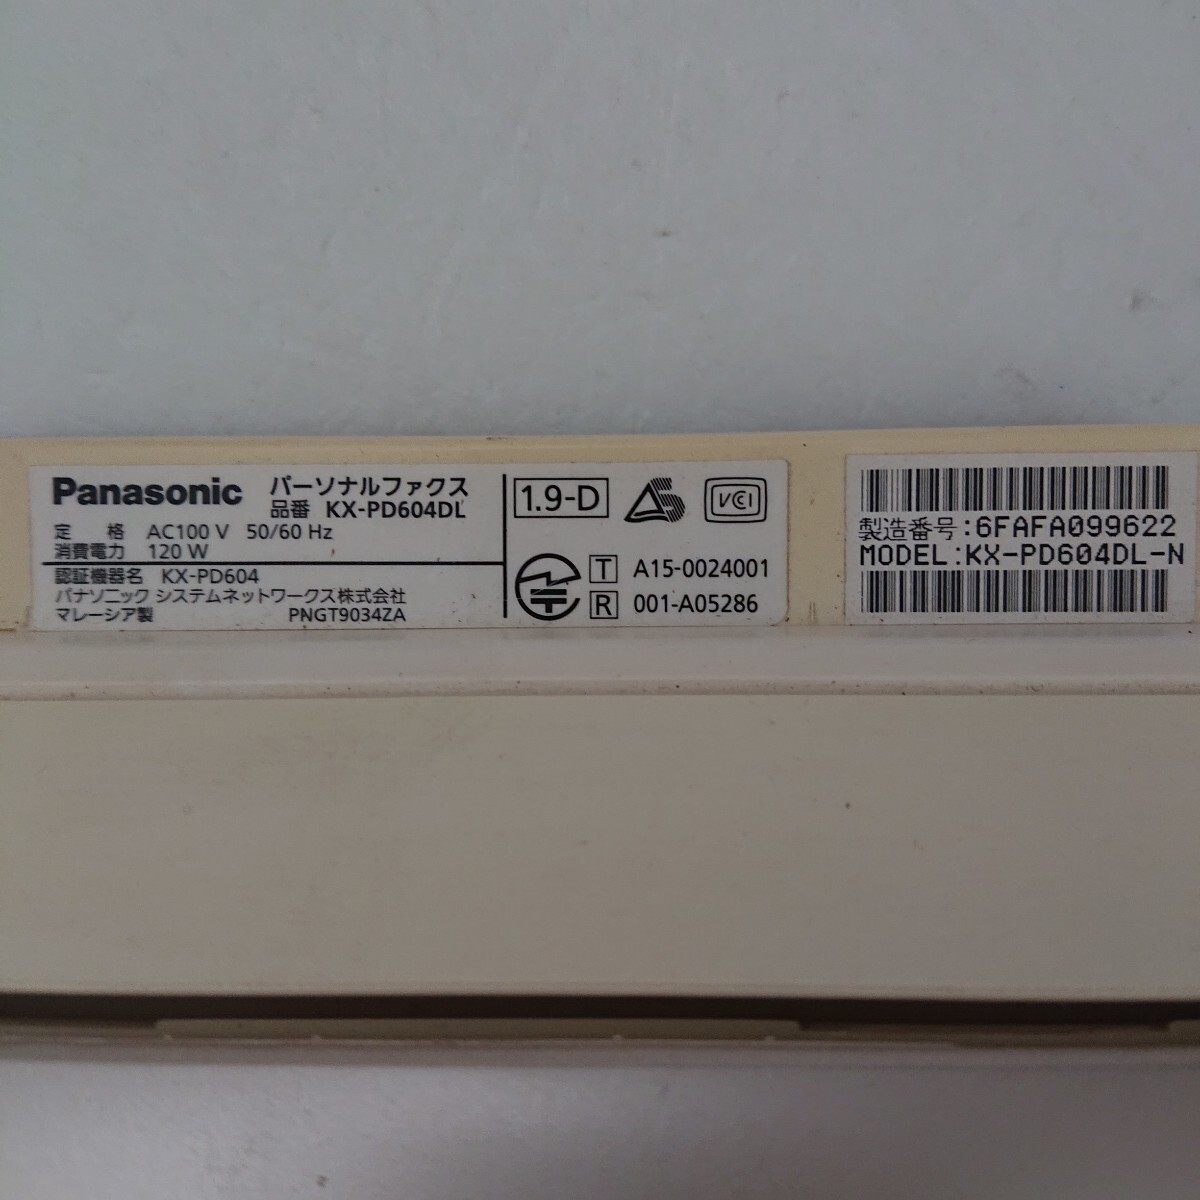 Panasonic パーソナルファクス
品番 KX-PD604DL
定 格 AC100 V 50/60 Hz
消費電力 120 W
認証機器名 KX-PD604
パナソニック システムネットワークス株式会社
マレーシア製 PNGT9034ZA
1.9-D
VCI
T A15-0024001
R 001-A05286
製造番号:6FAFA099622
MODEL:KX-PD604DL-N